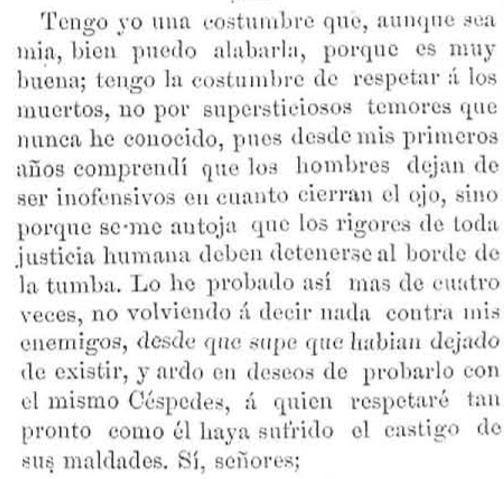 Tengo yo una costumbre que, aunque sea
mia, bien puedo alabarla, porque es muy
buena; tengo la costumbre de respetar á los
muertos, no por supersticiosos temores que
nunca he conocido, pues desde mis primeros
años comprendí que los hombres dejan de
ser inofensivos en cuanto cierran el ojo, sino
porque se me antoja que los rigores de toda
justicia humana deben detenerse al borde de
la tumba. Lo he probado así mas de cuatro
veces, no volviendo á decir nada contra mis
enemigos, desde que supe que habian dejado
de existir, y ardo en deseos de probarlo con
el mismo Céspedes, á quien respetaré tan
pronto como él haya sufrido el castigo de
sus maldades. Sí, señores;